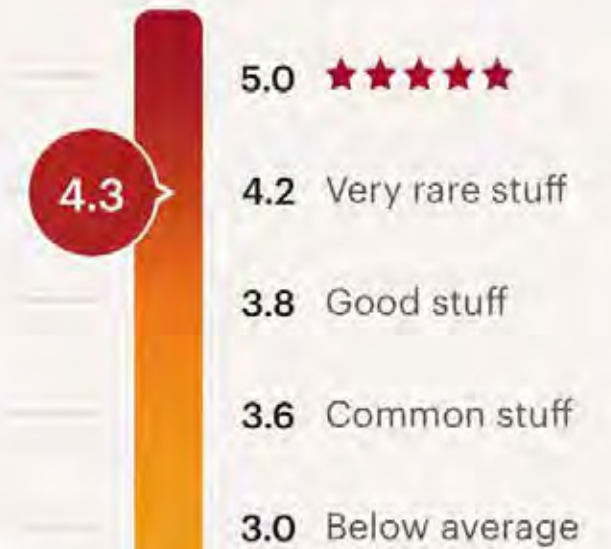 5.0
4.3
4.2 Very rare stuff
3.8 Good stuff
3.6 Common stuff
3.0 Below average